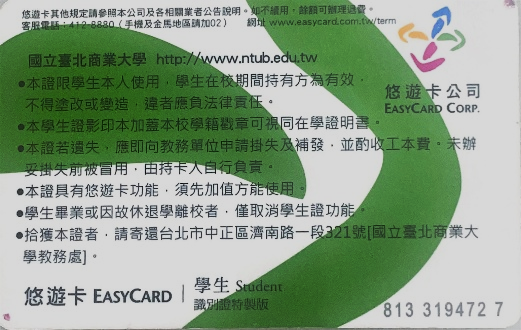 悠遊卡其他規定請參照本公司及各相關業者公告說明。如不續用，餘額可辦理退費。
客服電話：412-8880（手機及金馬地區請加02） 網址 www.easycard.com.tw/term
國立臺北商業大學 http://www.ntub.edu.tw
悠遊卡公司
EASYCARD CORP.
●本證限學生本人使用，學生在校期間持有方為有效，
不得塗改或變造，違者應負法律責任。
●本學生證影印本加蓋本校學籍戳章可視同在學證明書。
●本證若遺失，應即向教務單位申請掛失及補發，並酌收工本費。未辦
妥掛失前被冒用，由持卡人自行負責。
●本證具有悠遊卡功能，須先加值方能使用。
●學生畢業或因故休退學離校者，僅取消學生證功能。
●拾獲本證者，請寄還台北市中正區濟南路一段321號[國立臺北商業大
學教務處]。
悠遊卡 EASYCARD | 學生 Student
識別證特製版
813 319472 7